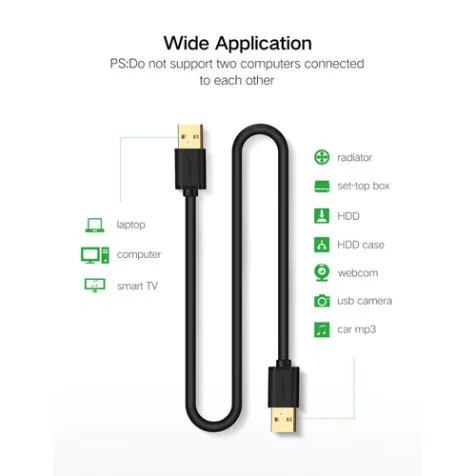 Wide Application
PS:Do not support two computers connected
to each other
laptop
computer
smart TV
radiator
set-top box
HDD
HDD case
webcom
usb camera
car mp3